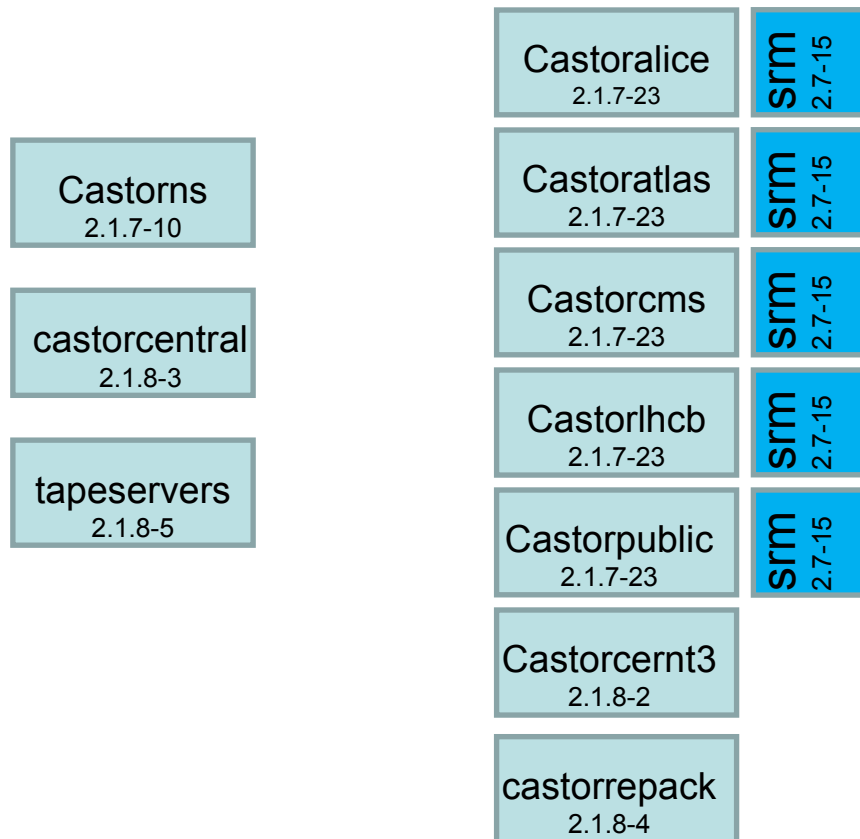 Castorns
2.1.7-10
castorcentral
2.1.8-3
tapeservers
2.1.8-5
Castoralice
2.1.7-23
srm
2.7-15
Castoratlas
2.1.7-23
srm
2.7-15
Castorcms
2.1.7-23
srm
2.7-15
Castorlhcb
2.1.7-23
srm
2.7-15
Castorpublic
2.1.7-23
srm
2.7-15
Castorcernt3
2.1.8-2
castorrepack
2.1.8-4